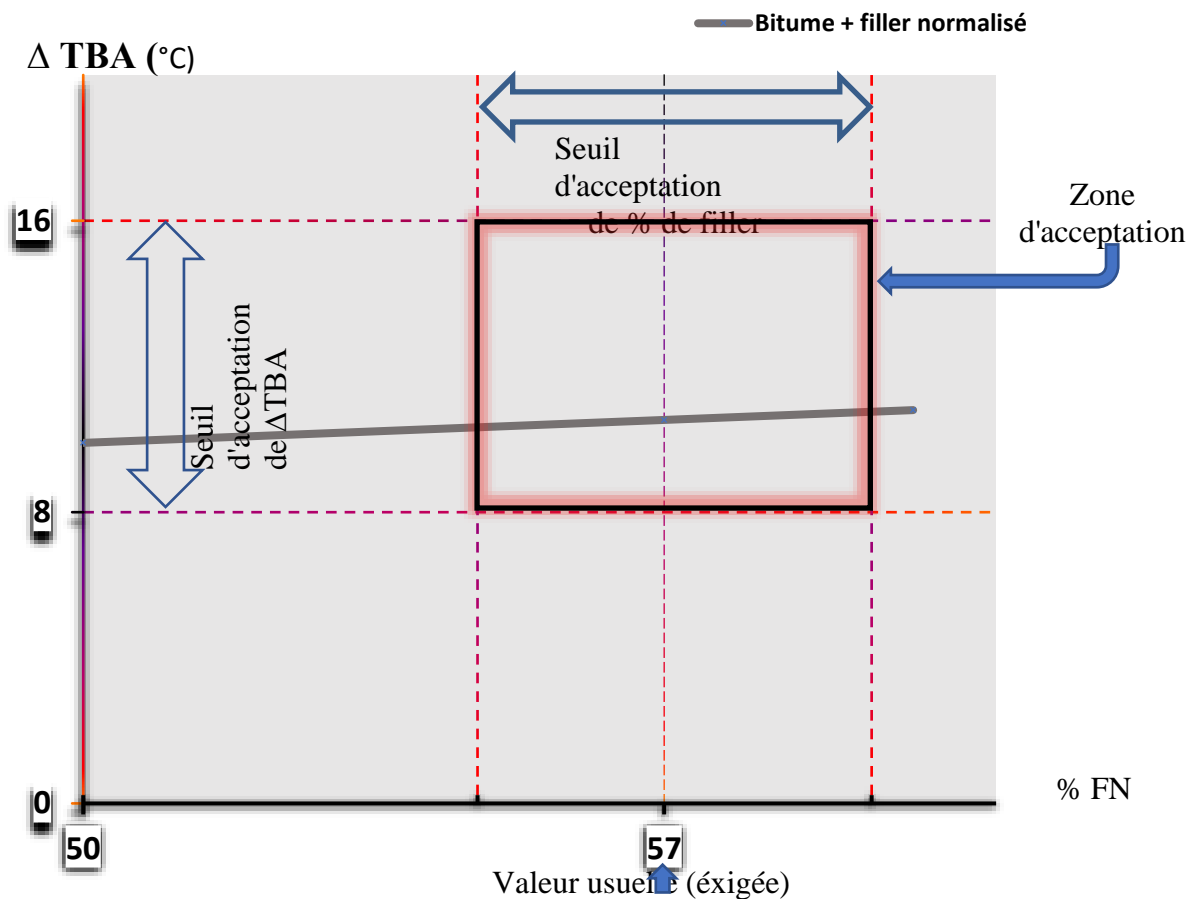 Bitume + filler normalisé
Δ TBA (°C)
Seuil
d'acceptation
de % de filler
Zone
d'acceptation
16
Seuil
d'acceptation
de ΔTBA
8
0
% FN
50
57
Valeur usuelle (éxigée)